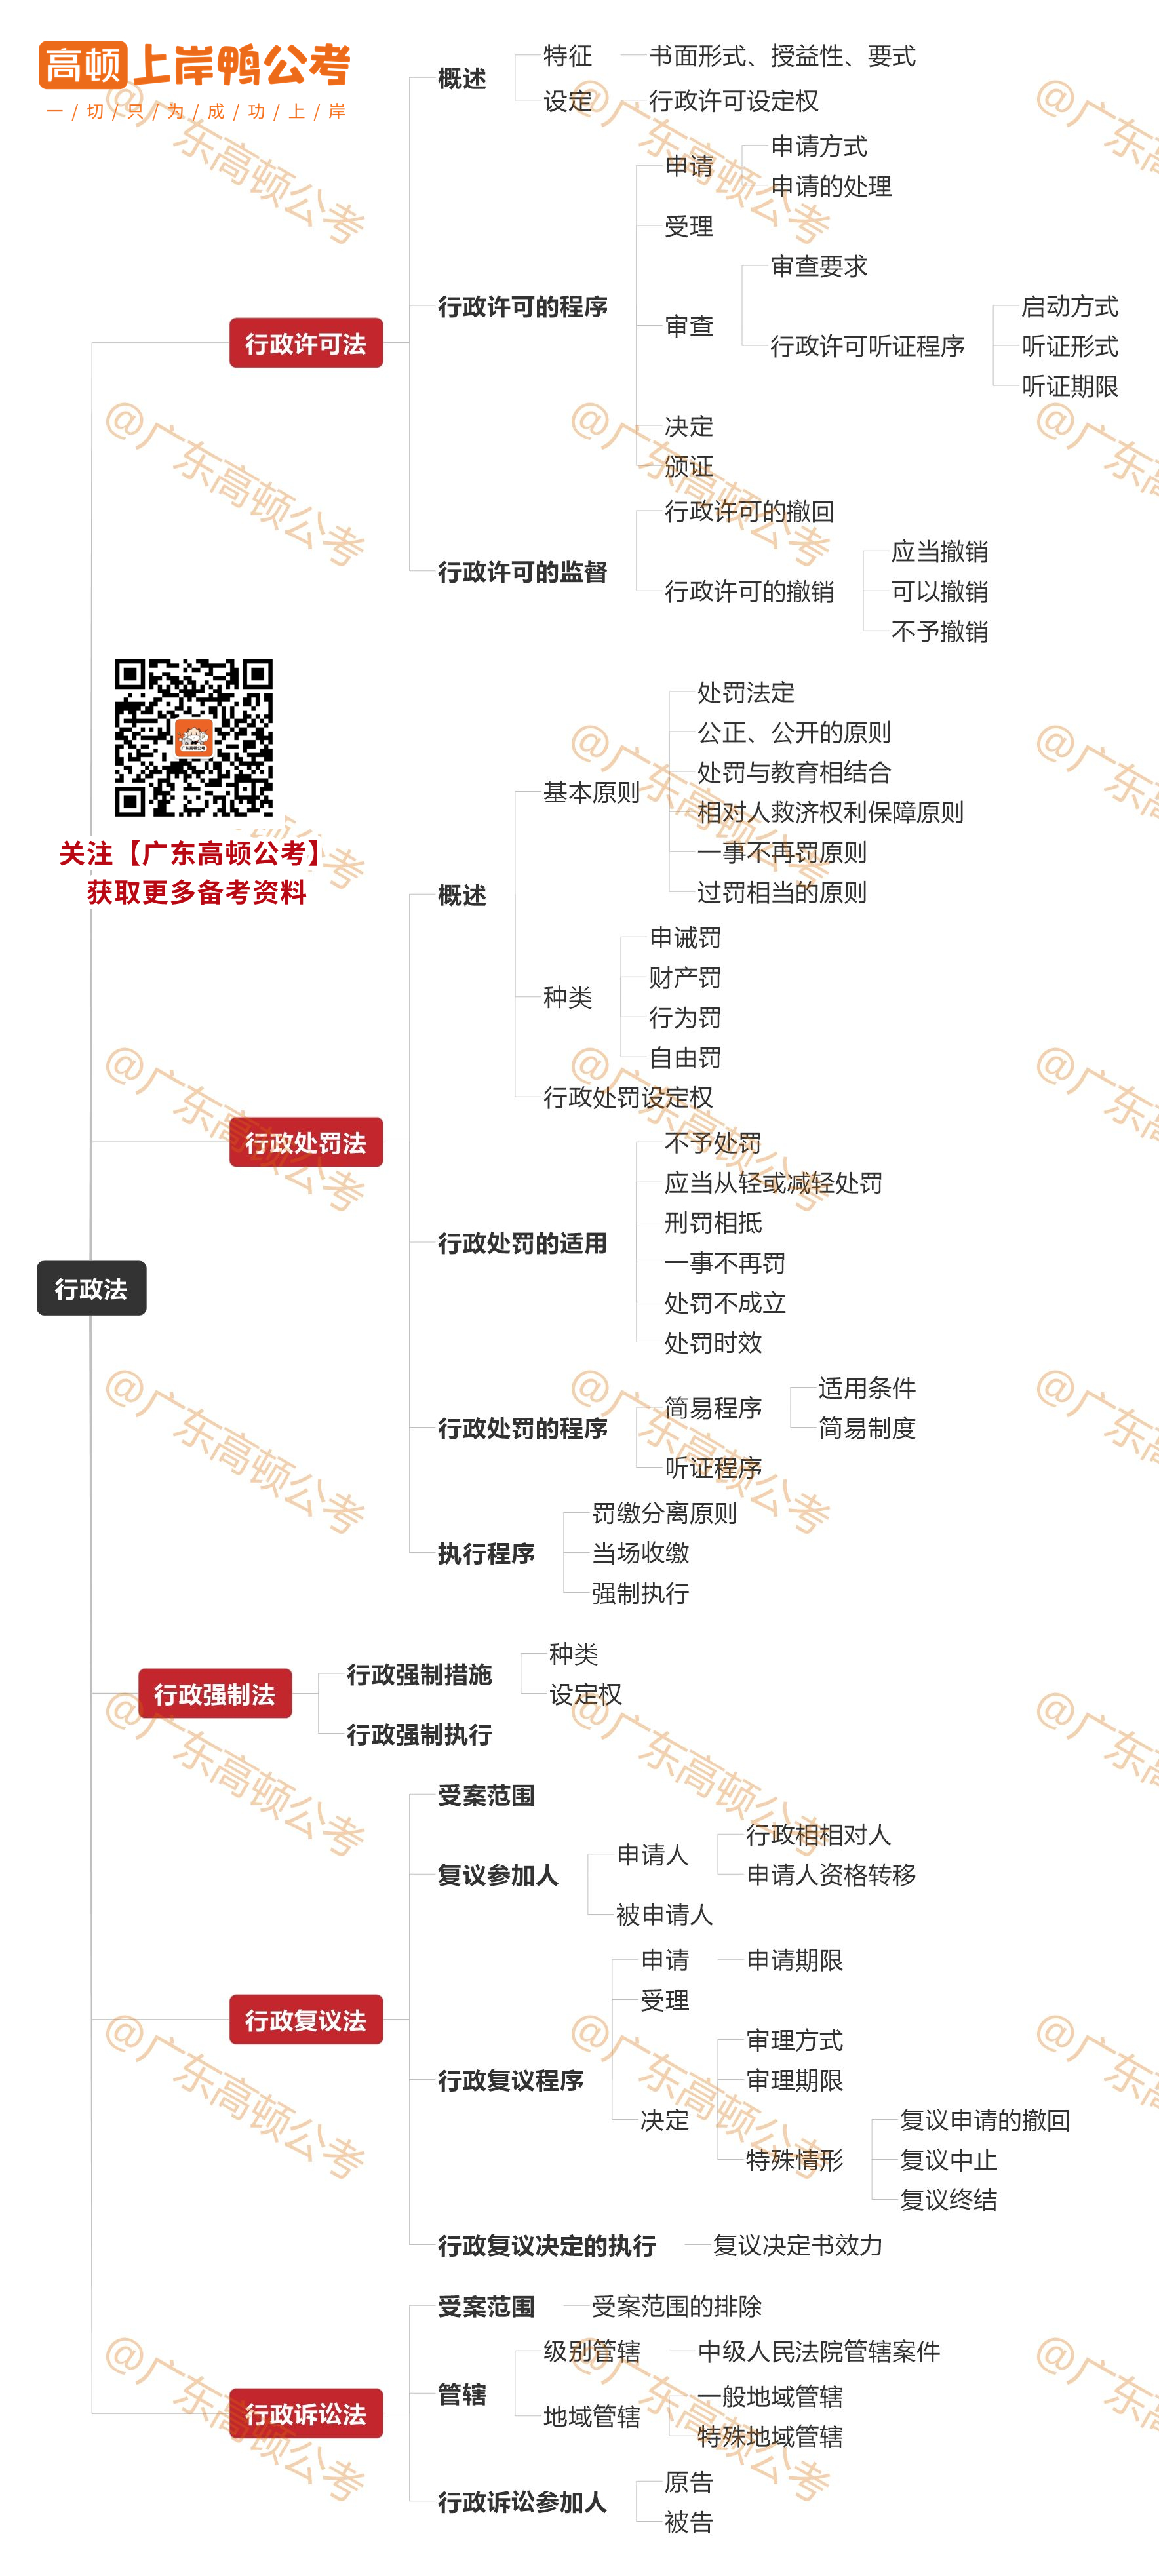 高顿上岸鸭公考
一/切/只/为/成/功/上/岸
行政法
关注【广东高顿公考】
获取更多备考资料
广东高顿公考
行政许可法
概述
特征
书面形式、授益性、要式
设定
行政许可设定权
行政许可的程序
申请
申请方式
申请的处理
受理
审查
审查要求
行政许可听证程序
启动方式
听证形式
听证期限
决定
颁证
行政许可的监督
行政许可的撤回
行政许可的撤销
应当撤销
可以撤销
不予撤销
行政处罚法
概述
基本原则
处罚法定
公正、公开的原则
处罚与教育相结合
相对人救济权利保障原则
一事不再罚原则
过罚相当的原则
种类
申诫罚
财产罚
行为罚
自由罚
行政处罚设定权
行政处罚的适用
不予处罚
应当从轻或减轻处罚
刑罚相抵
一事不再罚
处罚不成立
处罚时效
行政处罚的程序
简易程序
适用条件
简易制度
听证程序
执行程序
罚缴分离原则
当场收缴
强制执行
行政强制法
行政强制措施
种类
设定权
行政强制执行
行政复议法
受案范围
复议参加人
申请人
行政相相对人
申请人资格转移
被申请人
行政复议程序
申请
申请期限
受理
决定
审理方式
审理期限
特殊情形
复议申请的撤回
复议中止
复议终结
行政复议决定的执行
复议决定书效力
行政诉讼法
受案范围
受案范围的排除
管辖
级别管辖
中级人民法院管辖案件
地域管辖
一般地域管辖
特殊地域管辖
行政诉讼参加人
原告
被告
@广东高顿公考